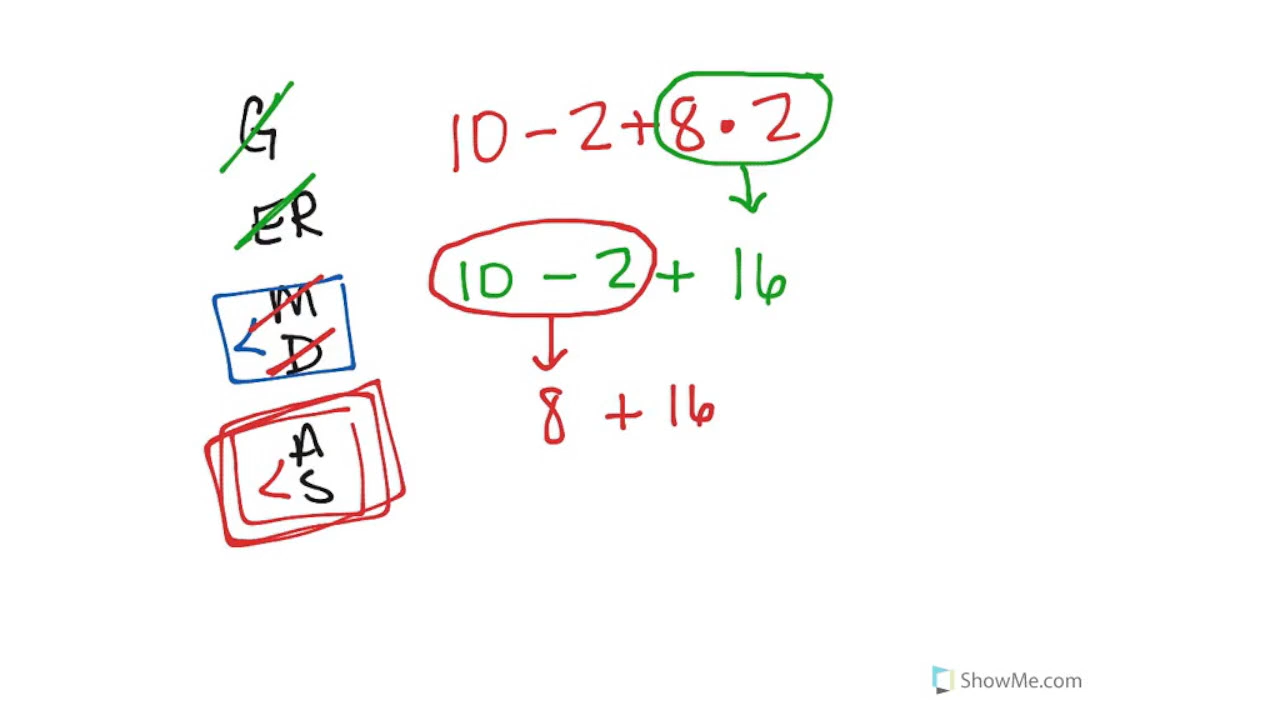 G
ER
M
< D
A
< S
10 - 2 + 8 • 2
10 - 2 + 16
8 + 16
ShowMe.com